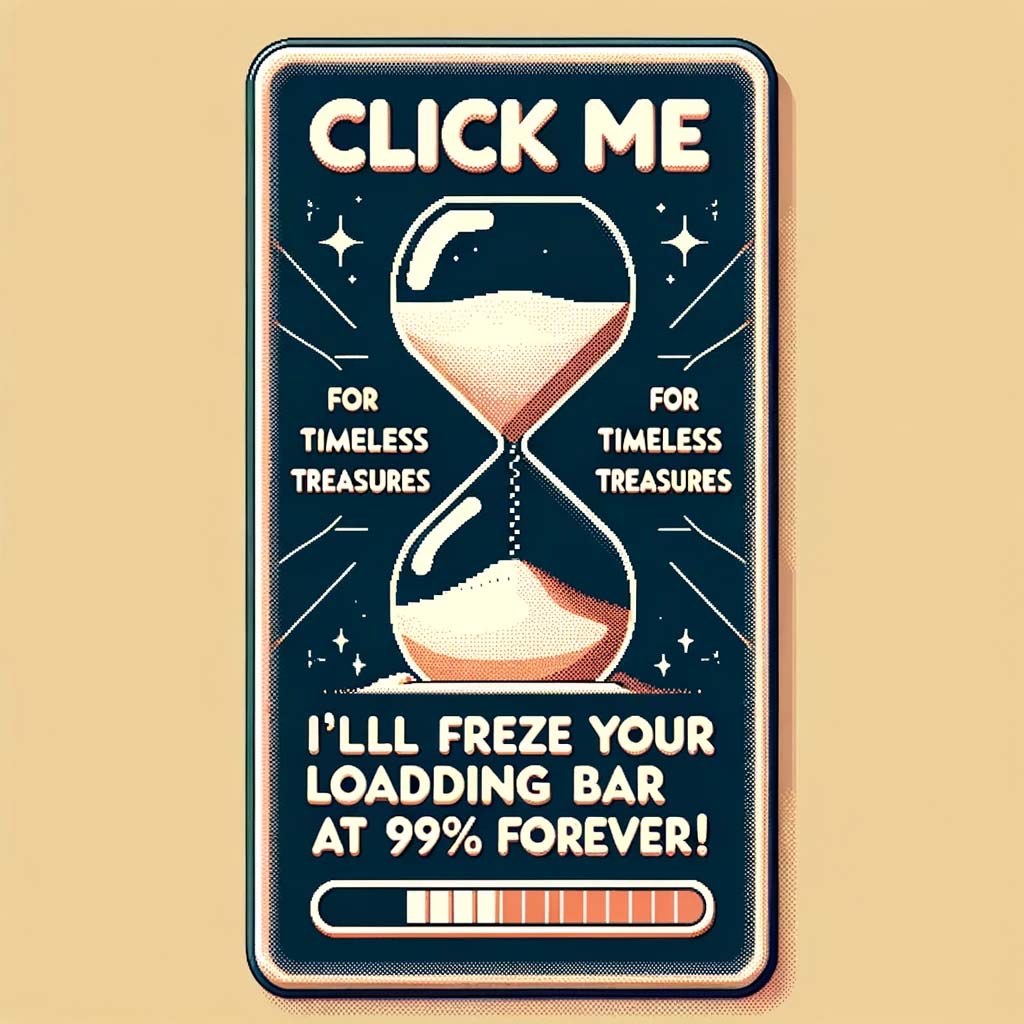 CLICK ME
FOR
TIMELESS
TREASURES
FOR
TIMELESS
TREASURES
I'LLL FREZE YOUR
LOADDING BAR
AT 99% FOREVER!